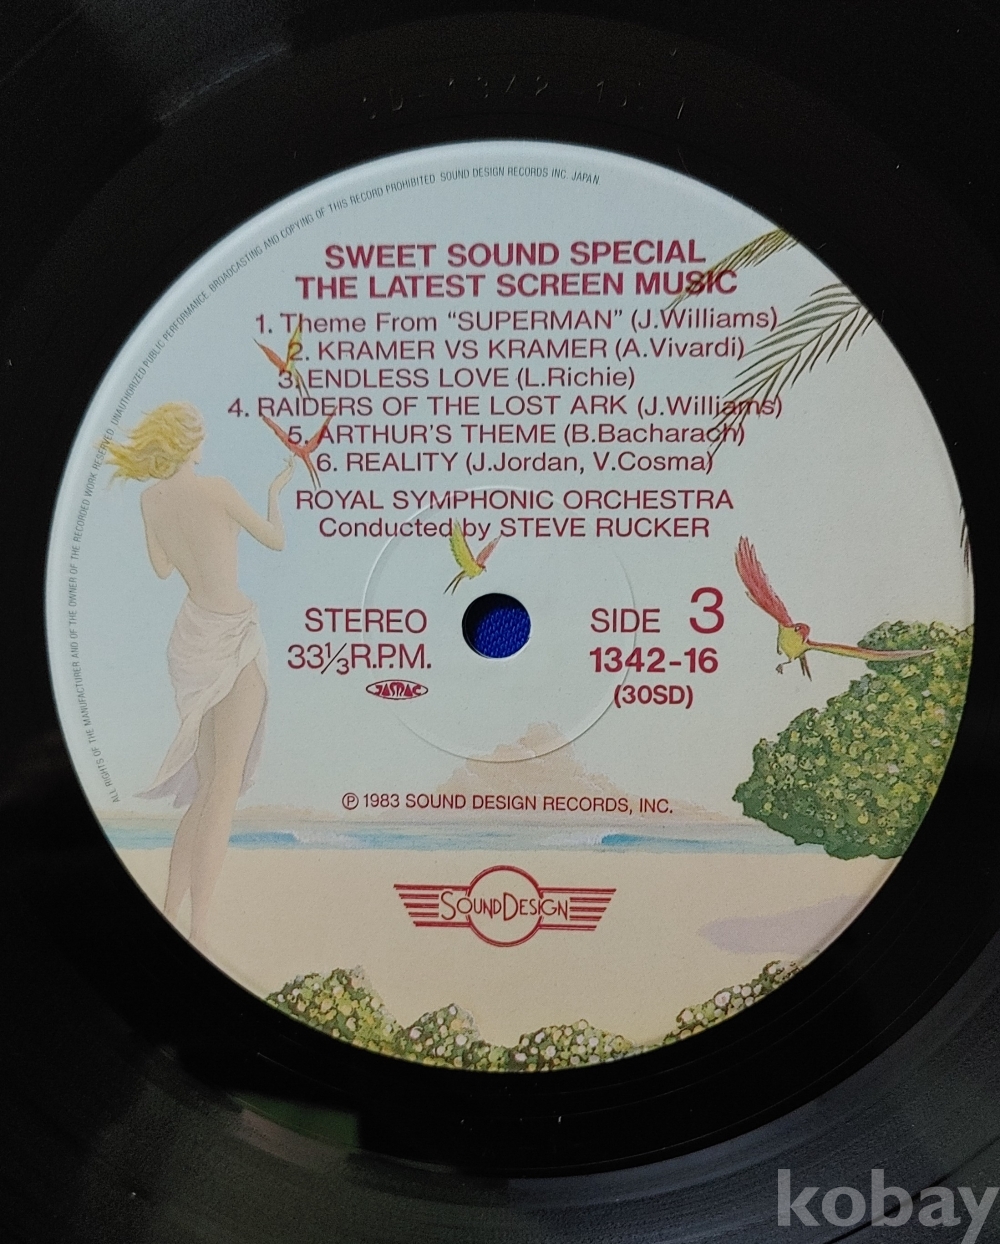 ALL RIGHTS OF THE MANUFACTURER AND OF THE OWNER OF THE RECORDED WORK RESERVED UNAUTHORIZED PUBLIC PERFORMANCE BROADCASTING AND COPYING OF THIS RECORD PROHIBITED SOUND DESIGN RECORDS INC. JAPAN
SWEET SOUND SPECIAL
THE LATEST SCREEN MUSIC
1. Theme From “SUPERMAN” (J.Williams)
2. KRAMER VS KRAMER (A.Vivardi)
3. ENDLESS LOVE (L.Richie)
4. RAIDERS OF THE LOST ARK (J.Williams)
5. ARTHUR'S THEME (B.Bacharach)
6. REALITY (J.Jordan, V.Cosma)
ROYAL SYMPHONIC ORCHESTRA
Conducted by STEVE RUCKER
STEREO
33⅓R.P.M.
JASRAC
SIDE 3
1342-16
(30SD)
℗ 1983 SOUND DESIGN RECORDS, INC.
SOUNDDESIGN
kobay